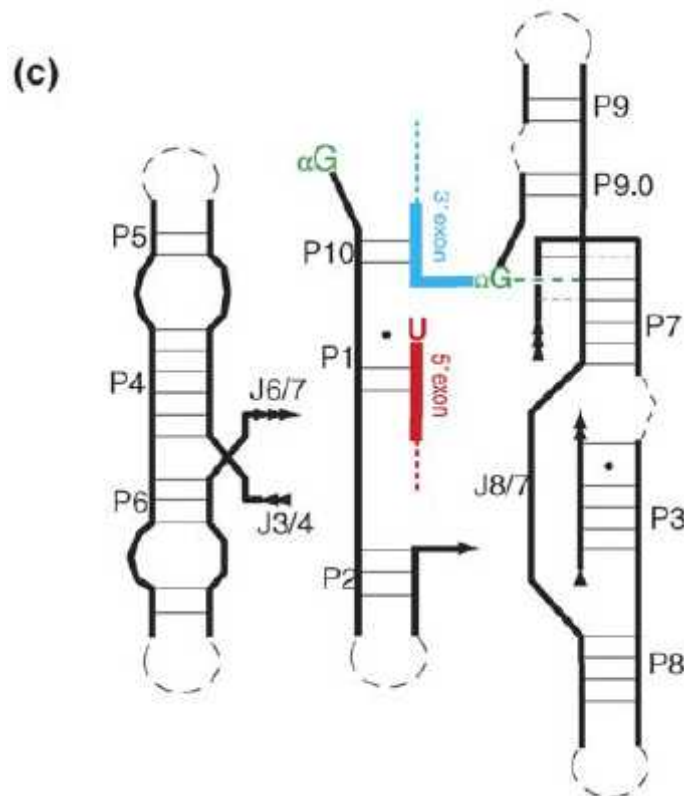 (c)
P5
P4
J6/7
P6
J3/4
αG
P10
3' exon
P1
U
5' exon
P2
αG
P9
P9.0
P7
J8/7
P3
P8